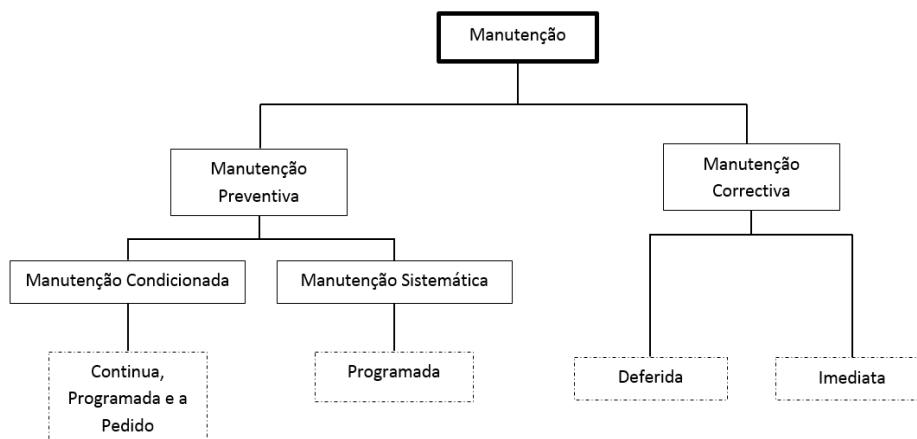 Manutenção
Manutenção
Preventiva
Manutenção
Correctiva
Manutenção Condicionada
Manutenção Sistemática
Continua,
Programada e a
Pedido
Programada
Deferida
Imediata